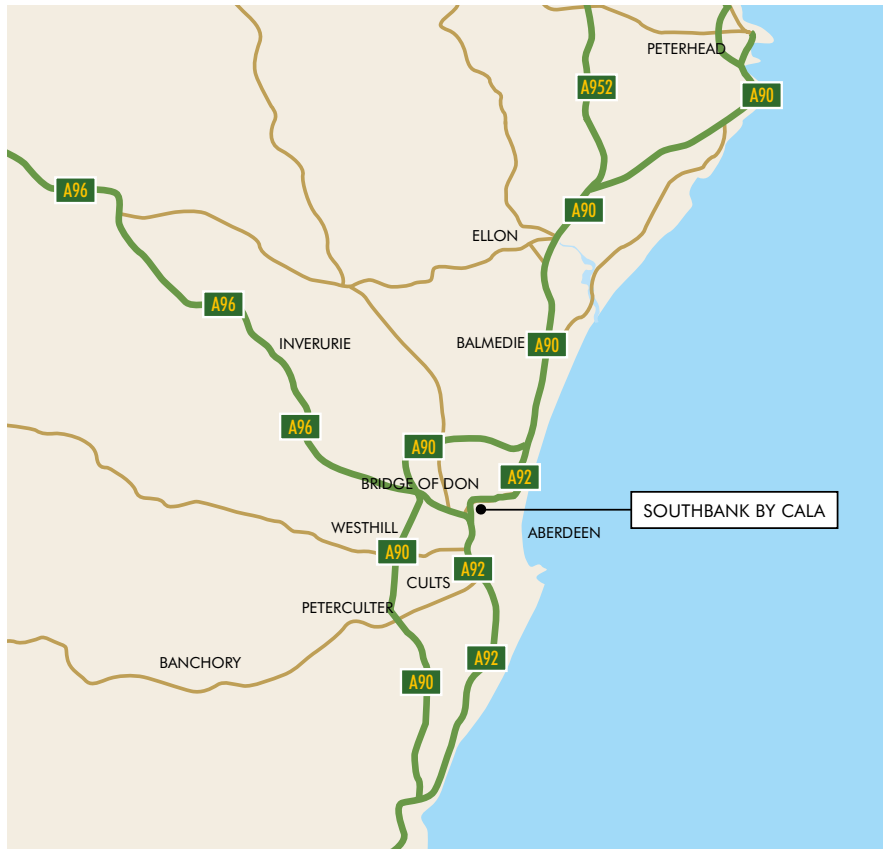 PETERHEAD
A952
A90
A96
A90
ELLON
A96
INVERURIE
BALMEDIE
A90
A96
A90
A92
BRIDGE OF DON
SOUTHBANK BY CALA
WESTHILL
ABERDEEN
A90
A92
CULTS
PETERCULTER
BANCHORY
A92
A90